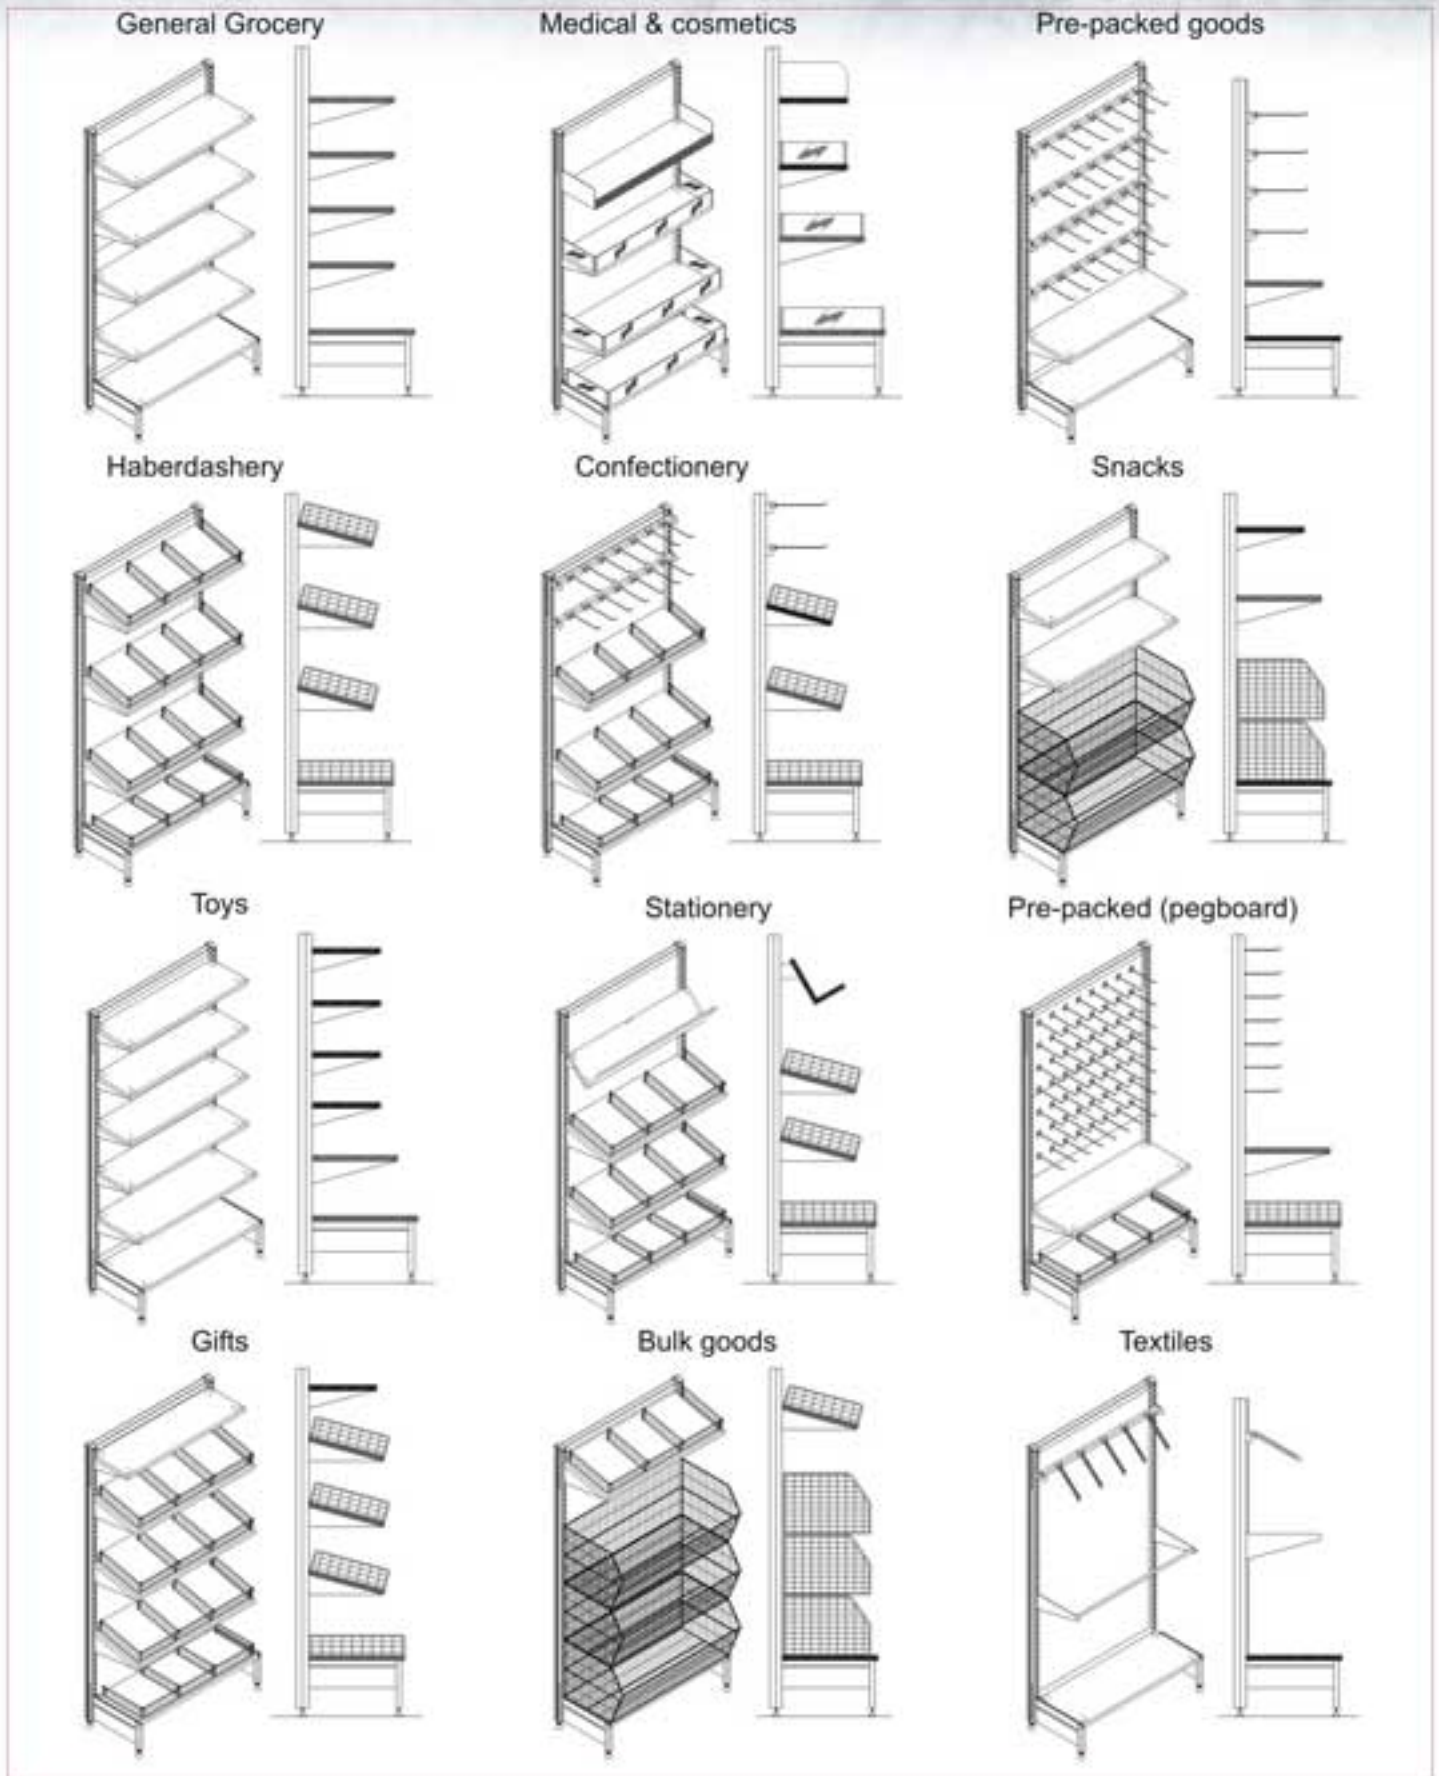 General Grocery
Medical & cosmetics
Pre-packed goods
Haberdashery
Confectionery
Snacks
Toys
Stationery
Pre-packed (pegboard)
Gifts
Bulk goods
Textiles